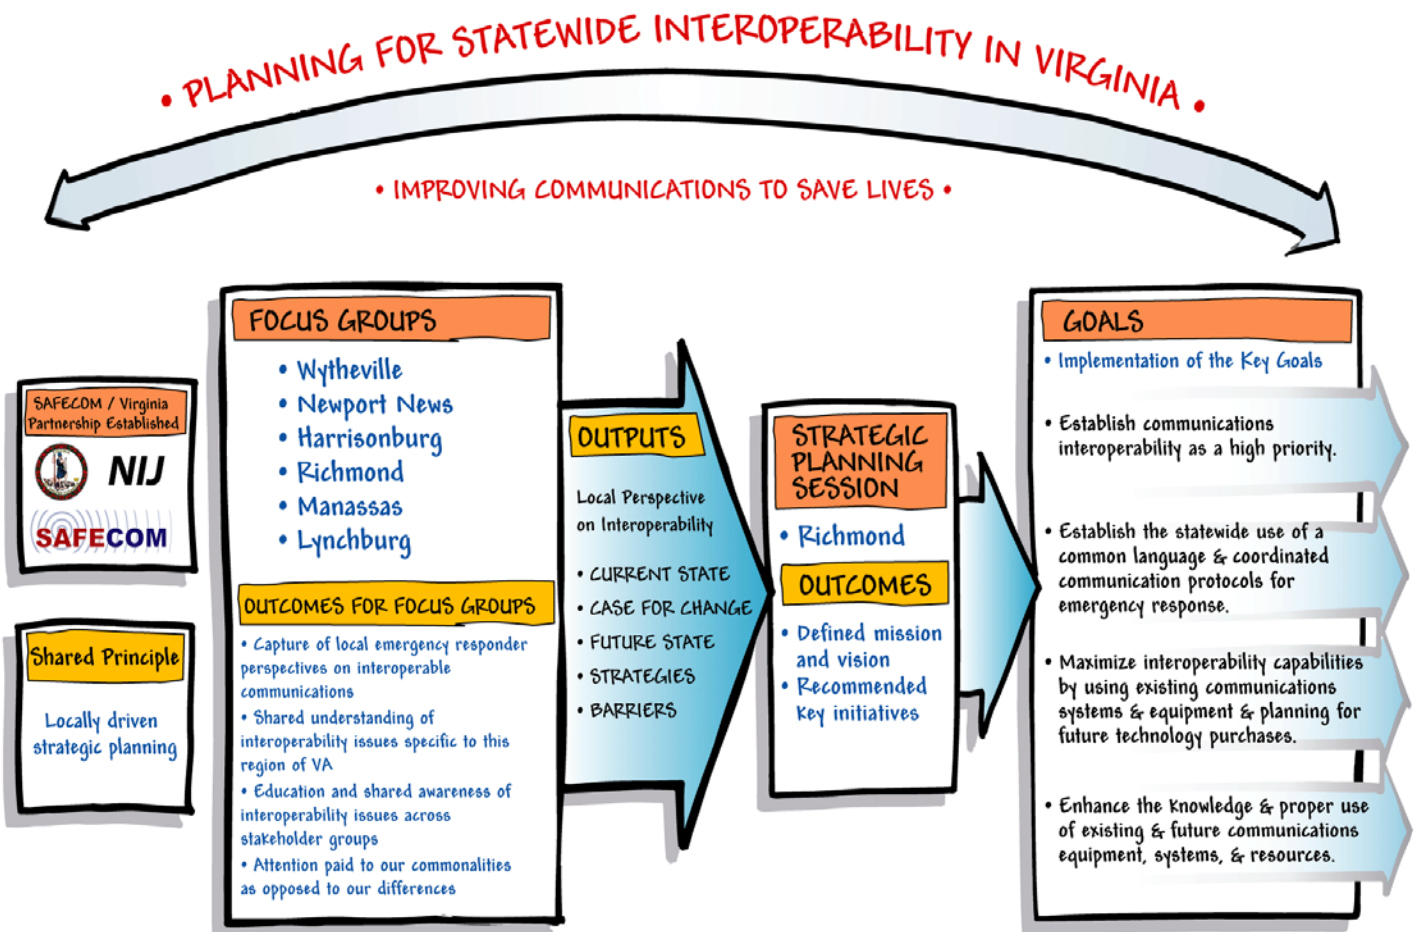 • PLANNING FOR STATEWIDE INTEROPERABILITY IN VIRGINIA •
• IMPROVING COMMUNICATIONS TO SAVE LIVES •
SAFECOM / Virginia
Partnership Established
NIJ
SAFECOM
Shared Principle
Locally driven
strategic planning
FOCUS GROUPS
• Wytheville
• Newport News
• Harrisonburg
• Richmond
• Manassas
• Lynchburg
OUTCOMES FOR FOCUS GROUPS
• Capture of local emergency responder
perspectives on interoperable
communications
• Shared understanding of
interoperability issues specific to this
region of VA
• Education and shared awareness of
interoperability issues across
stakeholder groups
• Attention paid to our commonalities
as opposed to our differences
OUTPUTS
Local Perspective
on Interoperability
• CURRENT STATE
• CASE FOR CHANGE
• FUTURE STATE
• STRATEGIES
• BARRIERS
STRATEGIC
PLANNING
SESSION
• Richmond
OUTCOMES
• Defined mission
and vision
• Recommended
Key initiatives
GOALS
• Implementation of the Key Goals
• Establish communications
interoperability as a high priority.
• Establish the statewide use of a
common language & coordinated
communication protocols for
emergency response.
• Maximize interoperability capabilities
by using existing communications
systems & equipment & planning for
future technology purchases.
• Enhance the Knowledge & proper use
of existing & future communications
equipment, systems, & resources.